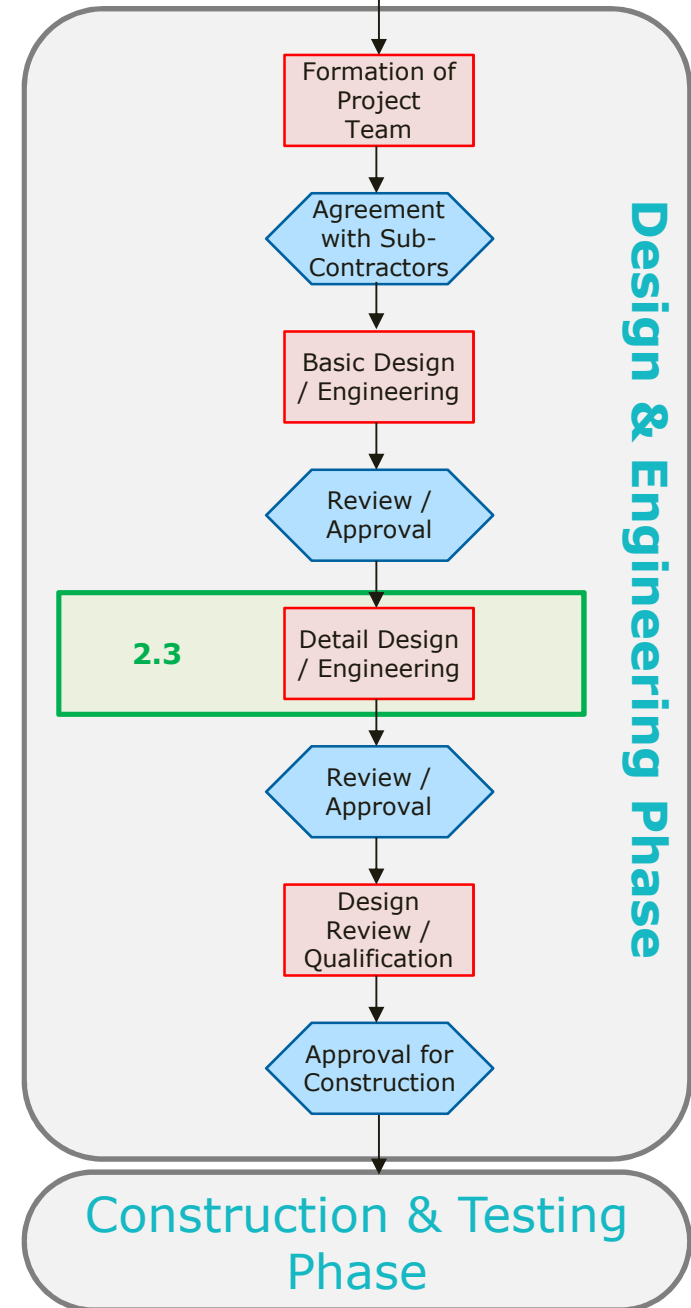 Formation of
Project
Team
Agreement
with Sub-
Contractors
Basic Design
/ Engineering
Review /
Approval
2.3
Detail Design
/ Engineering
Review /
Approval
Design
Review /
Qualification
Approval for
Construction
Design & Engineering Phase
Construction & Testing
Phase